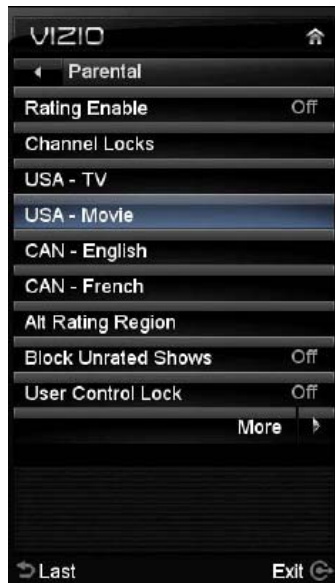 VIZIO
Parental
Rating Enable Off
Channel Locks
USA - TV
USA - Movie
CAN - English
CAN - French
Alt Rating Region
Block Unrated Shows Off
User Control Lock Off
More
Last Exit